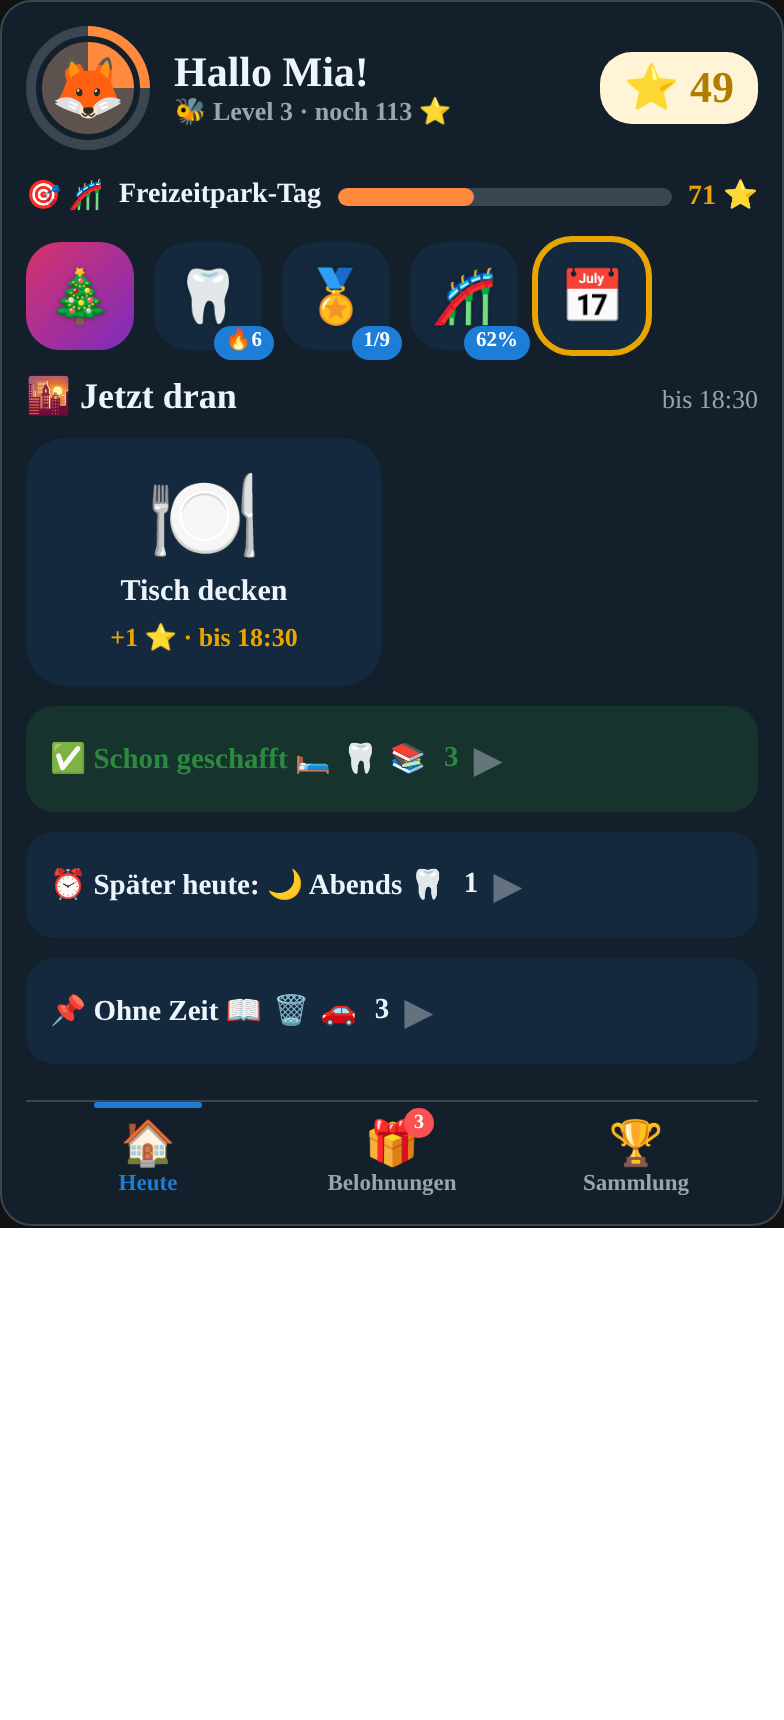 Hallo Mia!
Level 3 · noch 113
49
Freizeitpark-Tag
71
6
1/9
62%
July
17
Jetzt dran
bis 18:30
Tisch decken
+1 · bis 18:30
Schon geschafft 3
Später heute: Abends 1
Ohne Zeit 3
3
Heute
Belohnungen
Sammlung